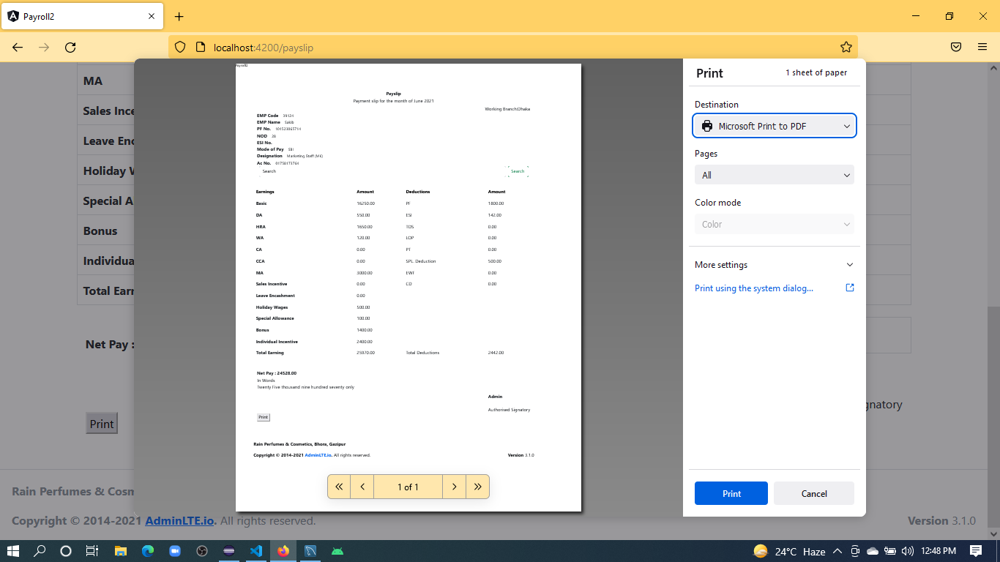 Payroll2
localhost:4200/payslip
MA
Sales Ince
Leave En
Holiday W
Special A
Bonus
Individua
Total Earn
Net Pay :
Print
gnatory
Rain Perfumes & Cosm
Copyright © 2014-2021 AdminLTE.io. All rights reserved.
Version 3.1.0
Payroll2
Payslip
Payment slip for the month of June 2021
Working Branch:Dhaka
EMP Code 39124
EMP Name Sakib
PF No. 101523065714
NOD 28
ESI No.
Mode of Pay SBI
Designation Marketing Staff (MK)
Ac No. 01758173764
Search Search
Earnings Amount Deductions Amount
Basic 16250.00 PF 1800.00
DA 550.00 ESI 142.00
HRA 1650.00 TDS 0.00
WA 120.00 LOP 0.00
CA 0.00 PT 0.00
CCA 0.00 SPL. Deduction 500.00
MA 3000.00 EWF 0.00
Sales Incentive 0.00 CD 0.00
Leave Encashment 0.00
Holiday Wages 500.00
Special Allowance 100.00
Bonus 1400.00
Individual Incentive 2400.00
Total Earning 25970.00 Total Deductions 2442.00
Net Pay : 24528.00
In Words
Twenty Five thousand nine hundred seventy only
Admin
Authorised Signatory
Print
Rain Perfumes & Cosmetics, Bhora, Gazipur
Copyright © 2014-2021 AdminLTE.io. All rights reserved. Version 3.1.0
1 of 1
Print 1 sheet of paper
Destination
Microsoft Print to PDF
Pages
All
Color mode
Color
More settings
Print using the system dialog...
Print Cancel
24°C Haze 12:48 PM